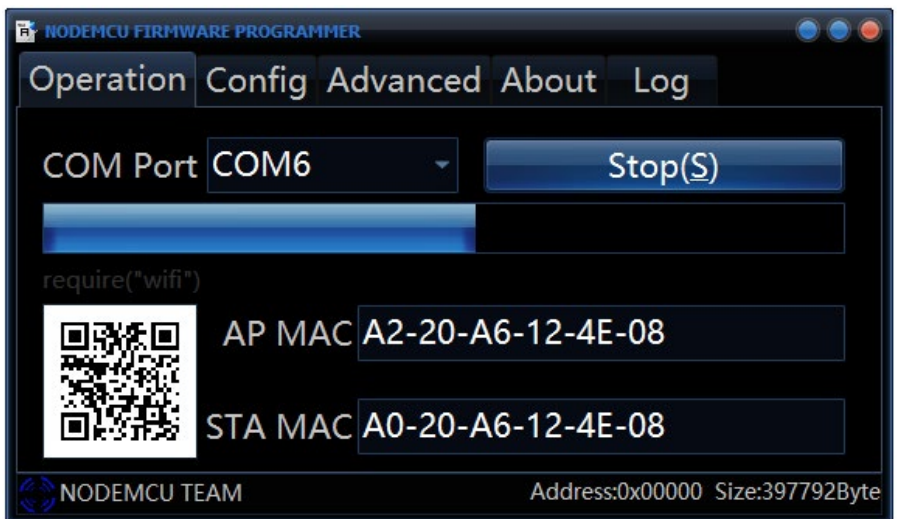 NODEMCU FIRMWARE PROGRAMMER
Operation Config Advanced About Log
COM Port COM6 Stop(S)
require("wifi")
AP MAC A2-20-A6-12-4E-08
STA MAC A0-20-A6-12-4E-08
NODEMCU TEAM Address:0x00000 Size:397792Byte